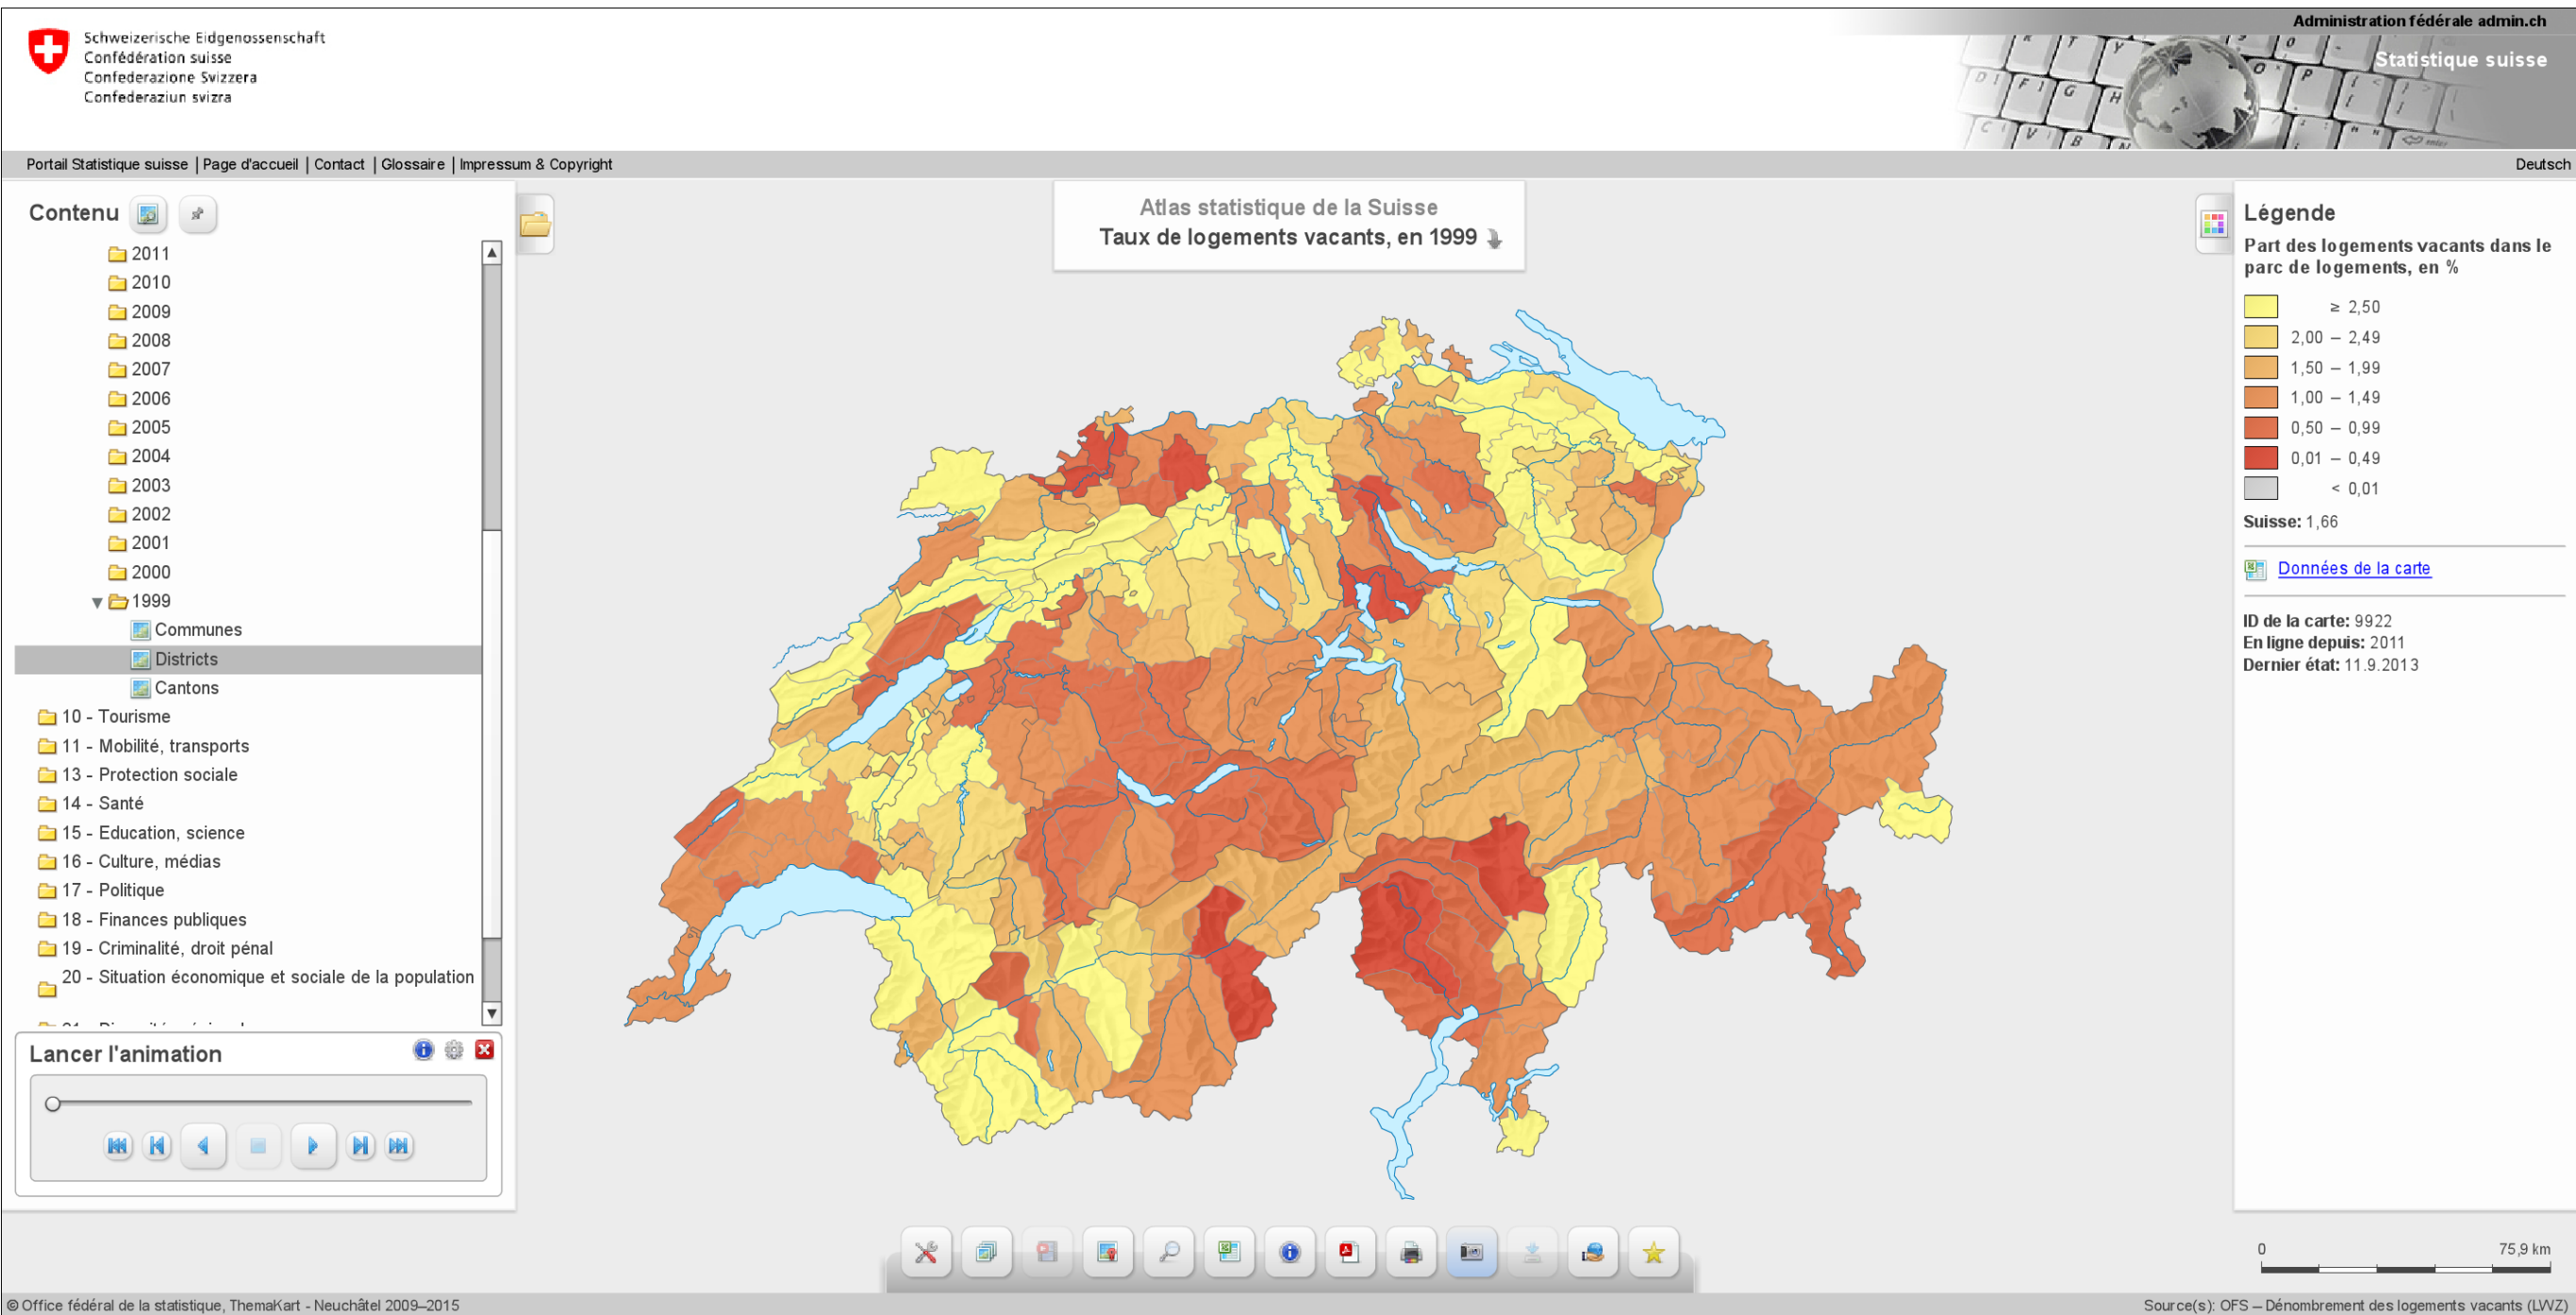 Administration fédérale admin.ch
Schweizerische Eidgenossenschaft
Confédération suisse
Confederazione Svizzera
Confederaziun svizra
Statistique suisse
Portail Statistique suisse | Page d'accueil | Contact | Glossaire | Impressum & Copyright
Deutsch
Contenu
2011
2010
2009
2008
2007
2006
2005
2004
2003
2002
2001
2000
1999
Communes
Districts
Cantons
10 - Tourisme
11 - Mobilité, transports
13 - Protection sociale
14 - Santé
15 - Education, science
16 - Culture, médias
17 - Politique
18 - Finances publiques
19 - Criminalité, droit pénal
20 - Situation économique et sociale de la population
Lancer l'animation
Atlas statistique de la Suisse
Taux de logements vacants, en 1999
Légende
Part des logements vacants dans le
parc de logements, en %
≥ 2,50
2,00 – 2,49
1,50 – 1,99
1,00 – 1,49
0,50 – 0,99
0,01 – 0,49
< 0,01
Suisse: 1,66
Données de la carte
ID de la carte: 9922
En ligne depuis: 2011
Dernier état: 11.9.2013
0 75,9 km
© Office fédéral de la statistique, ThemaKart - Neuchâtel 2009–2015
Source(s): OFS – Dénombrement des logements vacants (LWZ)